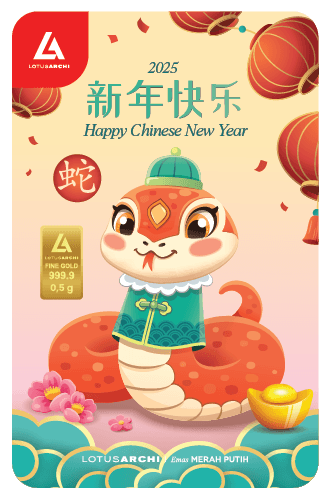 LOTUSARCHI
2025
新年快乐
Happy Chinese New Year
蛇
LOTUSARCHI
FINE GOLD
999.9
0,5 g
LOTUSARCHI Emas MERAH PUTIH